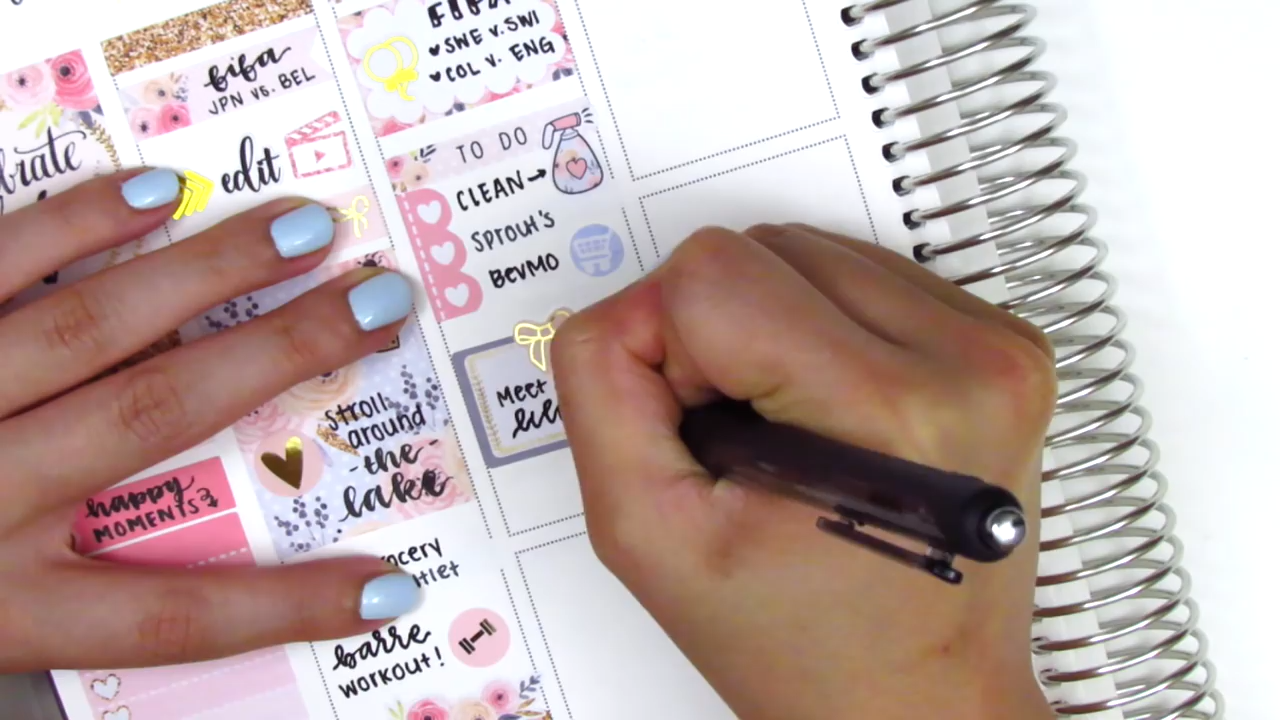 fifa
JPN vs. BEL
edit
happy
MOMENTS
stroll
around
the
lake
barre
workout!
SWE v. SWI
COL v. ENG
TO DO
CLEAN→
SPROUT'S
BEVMO
Meet